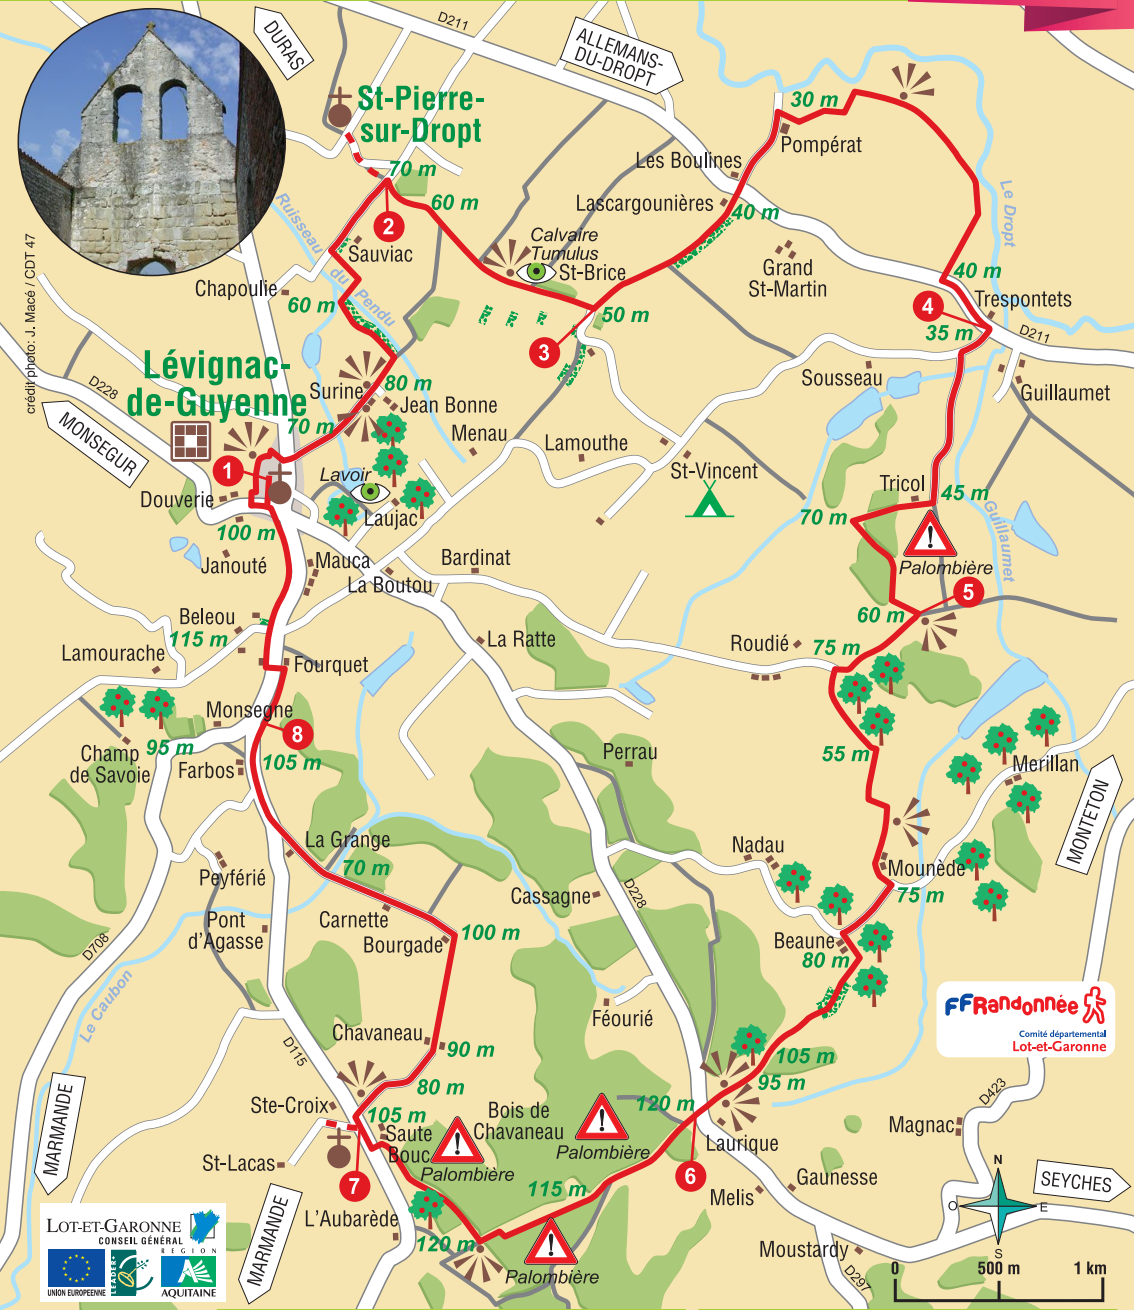 D211
DURAS
ALLEMANS-
DU-DROPT
St-Pierre-
sur-Dropt
30 m
Pompérat
Les Boulines
70 m
60 m
Lascargounières
40 m
Le Dropt
2
Ruisseau
du Pendu
Sauviac
Calvaire
Tumulus
St-Brice
Grand
St-Martin
40 m
Trespontets
crédit photo: J. Macé / CDT 47
Chapoulie
60 m
50 m
4
35 m
D211
3
Lévignac-
de-Guyenne
D228
Surine
80 m
Jean Bonne
Sousseau
Guillaumet
MONSEGUR
70 m
Menau
Lamouthe
1
Lavoir
St-Vincent
Tricol
45 m
Douverie
Laujac
70 m
Guillaumet
100 m
Janouté
Mauca
Bardinat
La Boutou
Palombière
5
Beleou
115 m
60 m
Lamourache
La Ratte
Roudié
75 m
Fourquet
Monsegne
8
95 m
Champ
de Savoie
Farbos
105 m
Perrau
55 m
Merillan
MONTETON
La Grange
70 m
Nadau
Mounède
Peyférié
75 m
Cassagne
D228
Carnette
Pont
d'Agasse
Bourgade
100 m
Beaune
80 m
D708
Le Caubon
FFRandonnée
Comité départemental
Lot-et-Garonne
Féourié
Chavaneau
90 m
D115
105 m
80 m
95 m
MARMANDE
Ste-Croix
105 m
Bois de
Chavaneau
120 m
D423
Magnac
Saute
Bouc
Laurique
Palombière
Palombière
St-Lacas
7
6
115 m
Melis
Gaunesse
N
SEYCHES
O
E
S
LOT-ET-GARONNE
CONSEIL GÉNÉRAL
MARMANDE
L'Aubarède
120 m
Moustardy
REGION
LEADER+
UNION EUROPEENNE
AQUITAINE
Palombière
D297
0
500 m
1 km